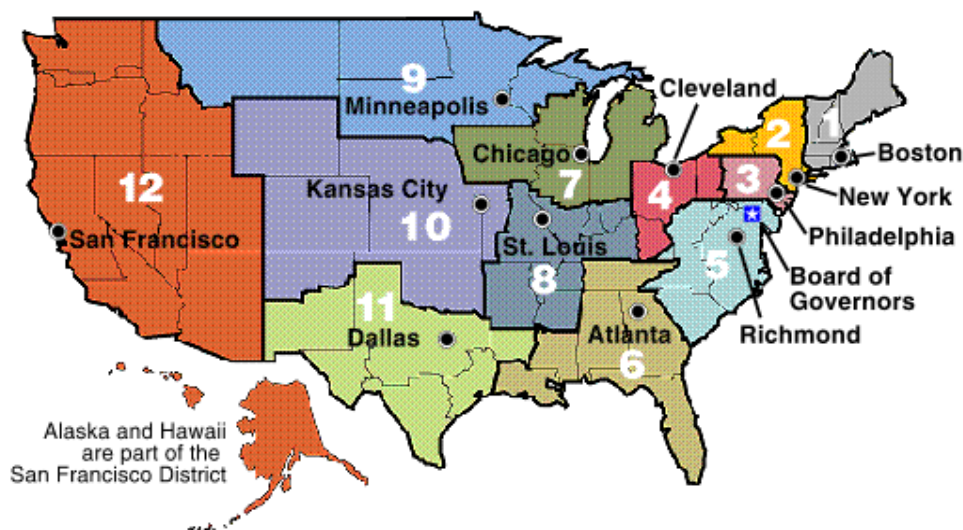 9
Minneapolis
Cleveland
2
1
Chicago
Boston
7
12
Kansas City
4
3
New York
10
San Francisco
St. Louis
Philadelphia
5
8
Board of
Governors
11
Dallas
Atlanta
Richmond
6
Alaska and Hawaii
are part of the
San Francisco District